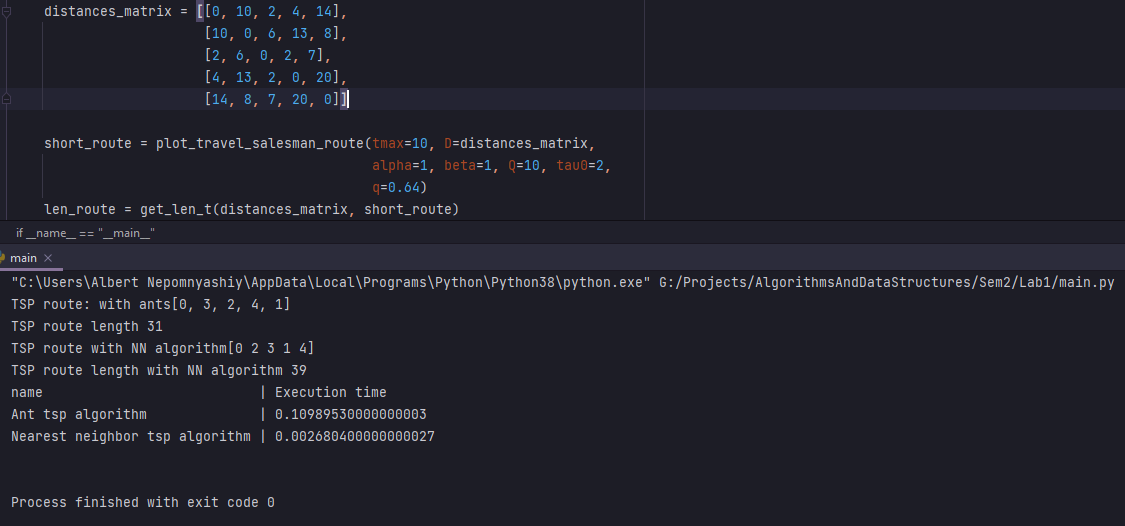 distances_matrix = [[0, 10, 2, 4, 14],
[10, 0, 6, 13, 8],
[2, 6, 0, 2, 7],
[4, 13, 2, 0, 20],
[14, 8, 7, 20, 0]]
short_route = plot_travel_salesman_route(tmax=10, D=distances_matrix,
alpha=1, beta=1, Q=10, tau0=2,
q=0.64)
len_route = get_len_t(distances_matrix, short_route)
if __name__ == "__main__"
main ×
"C:\Users\Albert Nepomnyashiy\AppData\Local\Programs\Python\Python38\python.exe" G:/Projects/AlgorithmsAndDataStructures/Sem2/Lab1/main.py
TSP route: with ants[0, 3, 2, 4, 1]
TSP route length 31
TSP route with NN algorithm[0 2 3 1 4]
TSP route length with NN algorithm 39
name                           | Execution time
Ant tsp algorithm              | 0.10989530000000003
Nearest neighbor tsp algorithm | 0.002680400000000027
Process finished with exit code 0